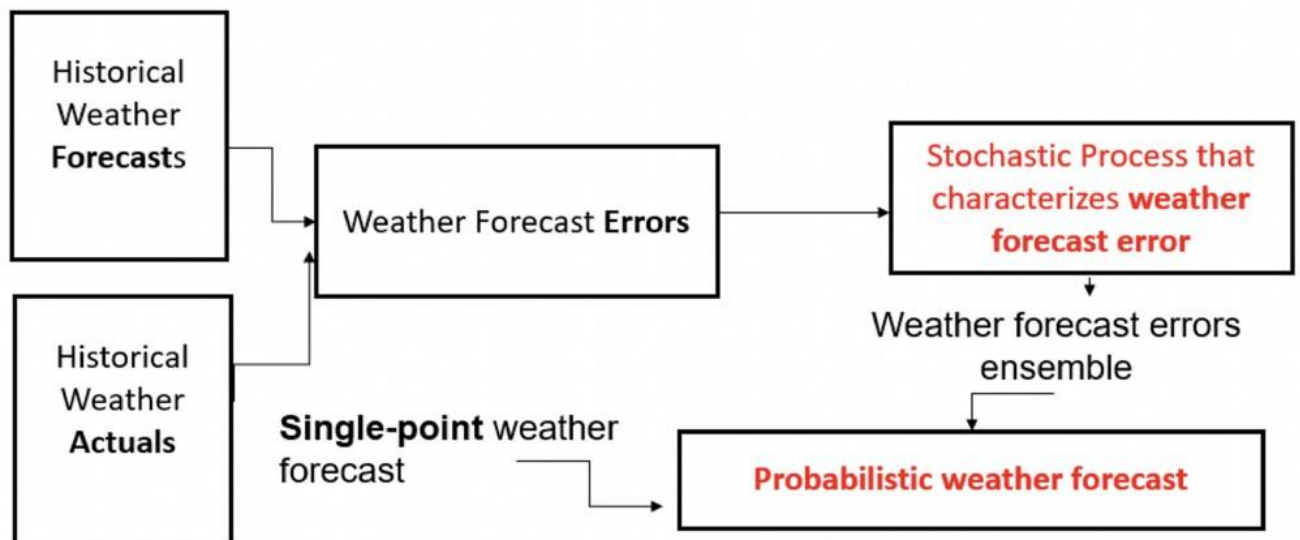 Historical
Weather
Forecasts
Weather Forecast Errors
Stochastic Process that
characterizes weather
forecast error
Historical
Weather
Actuals
Weather forecast errors
ensemble
Single-point weather
forecast
Probabilistic weather forecast